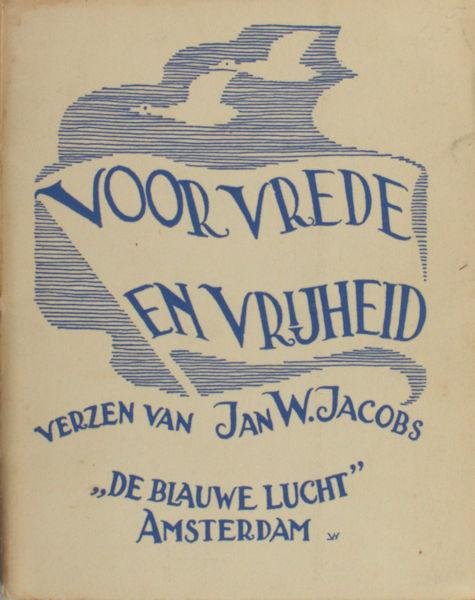 VOOR VREDE
EN VRIJHEID
VERZEN VAN JAN W. JACOBS
„DE BLAUWE LUCHT”
AMSTERDAM